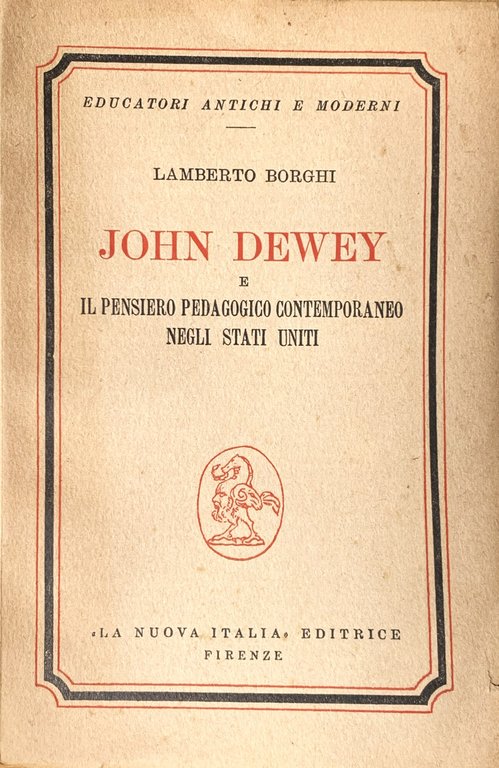 EDUCATORI ANTICHI E MODERNI
LAMBERTO BORGHI
JOHN DEWEY
E
IL PENSIERO PEDAGOGICO CONTEMPORANEO
NEGLI STATI UNITI
«LA NUOVA ITALIA» EDITRICE
FIRENZE